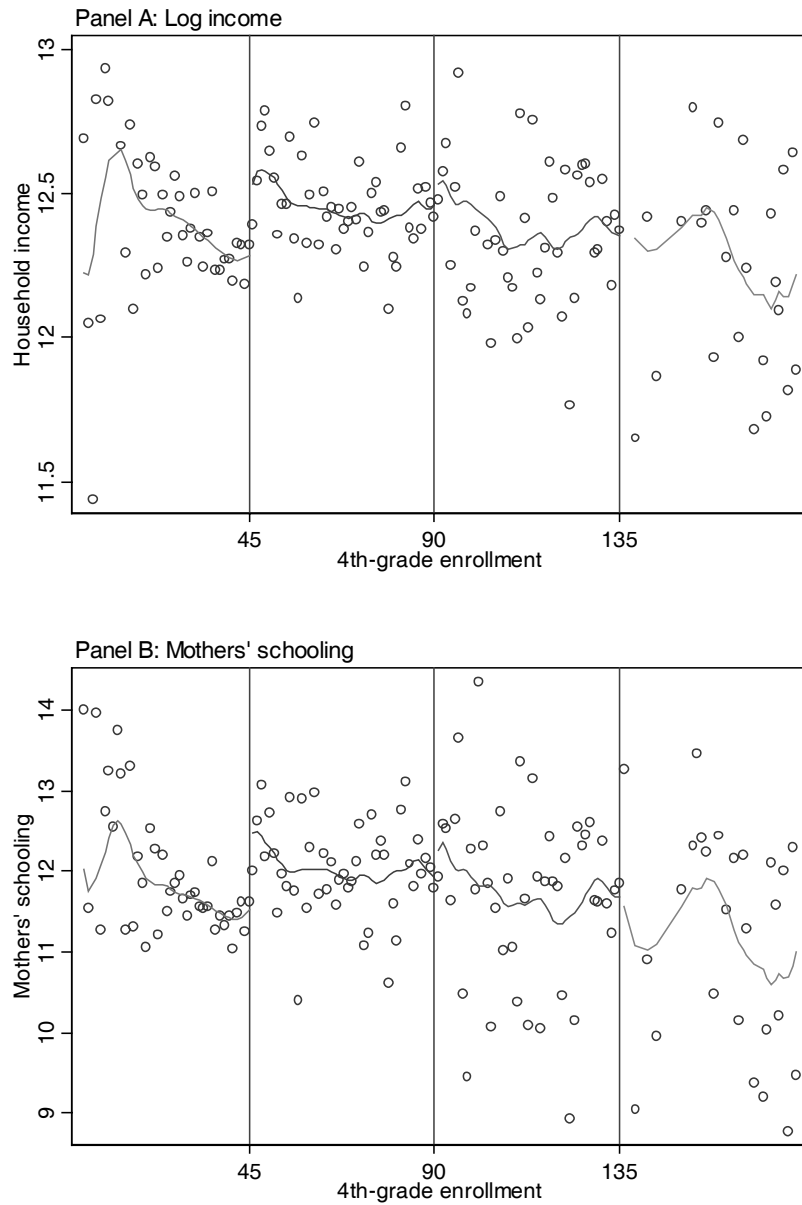 Panel A: Log income
13
12.5
12
11.5
Household income
45
90
135
4th-grade enrollment
Panel B: Mothers' schooling
14
13
12
11
10
9
Mothers' schooling
45
90
135
4th-grade enrollment